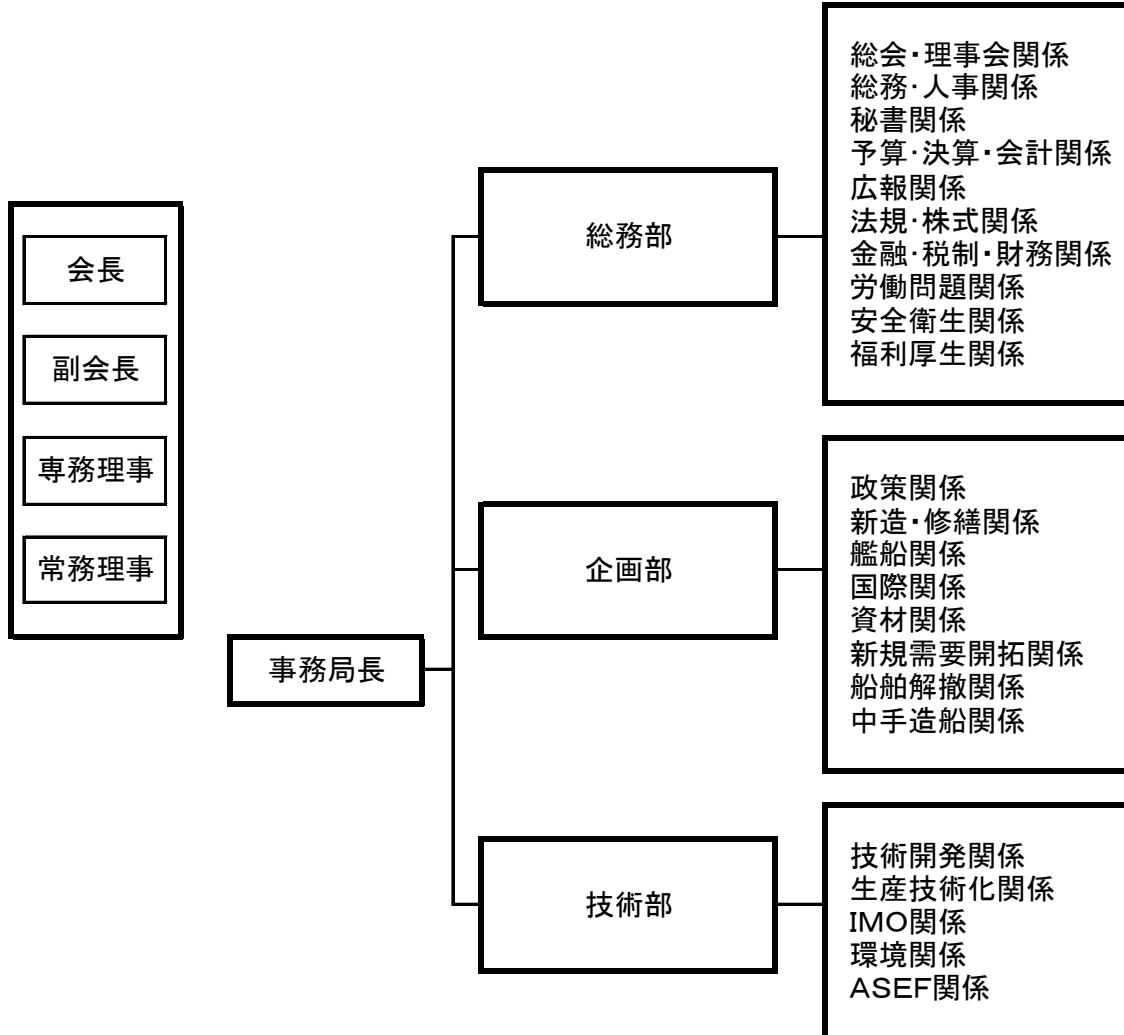 会長
副会長
専務理事
常務理事
事務局長
総務部
総会・理事会関係
総務・人事関係
秘書関係
予算・決算・会計関係
広報関係
法規・株式関係
金融・税制・財務関係
労働問題関係
安全衛生関係
福利厚生関係
企画部
政策関係
新造・修繕関係
艦船関係
国際関係
資材関係
新規需要開拓関係
船舶解撤関係
中手造船関係
技術部
技術開発関係
生産技術化関係
IMO関係
環境関係
ASEF関係